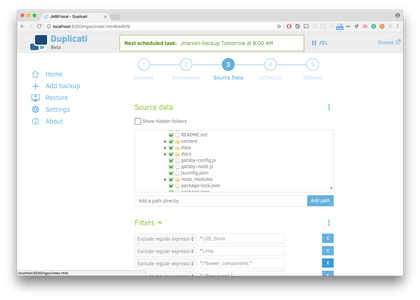 JMBP.local - Duplicati
localhost:8200/ngax/index.html#/edit/9
Duplicati
Beta
Next scheduled task: jmarcoli-backup Tomorrow at 8:00 AM
Donate
1 2 3 4 5
General Destination Source Data Schedule Options
Home
Add backup
Restore
Settings
About
Source data
Show hidden folders
README.md
content
data
docs
gatsby-config.js
gatsby-node.js
jsconfig.json
node_modules
package-lock.json
Add a path directly
Add path
Filters
Exclude regular expressi .*\.DS_Store X
Exclude regular expressi X
Exclude regular expressi X
Exclude regular expressi X
localhost:8200/ngax/index.html